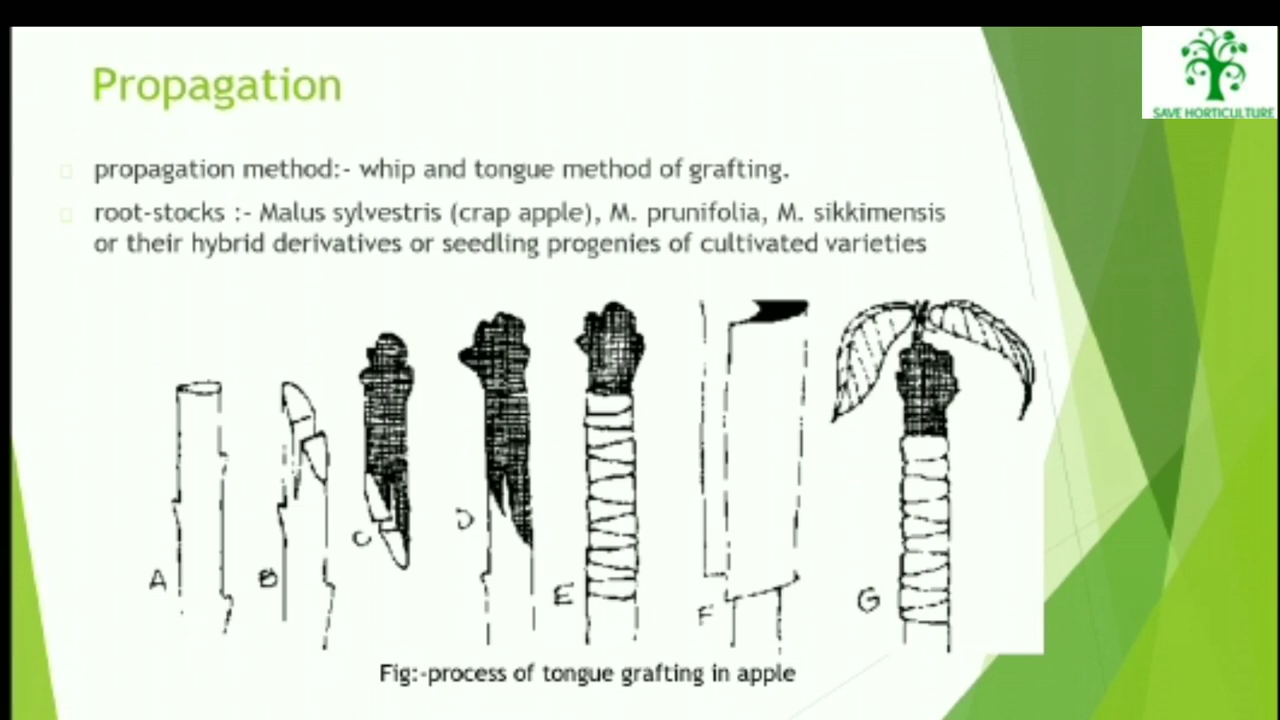 SAVE HORTICULTURE
Propagation
propagation method:- whip and tongue method of grafting.
root-stocks :- Malus sylvestris (crap apple), M. prunifolia, M. sikkimensis
or their hybrid derivatives or seedling progenies of cultivated varieties
A
B
C
D
E
F
G
Fig:-process of tongue grafting in apple